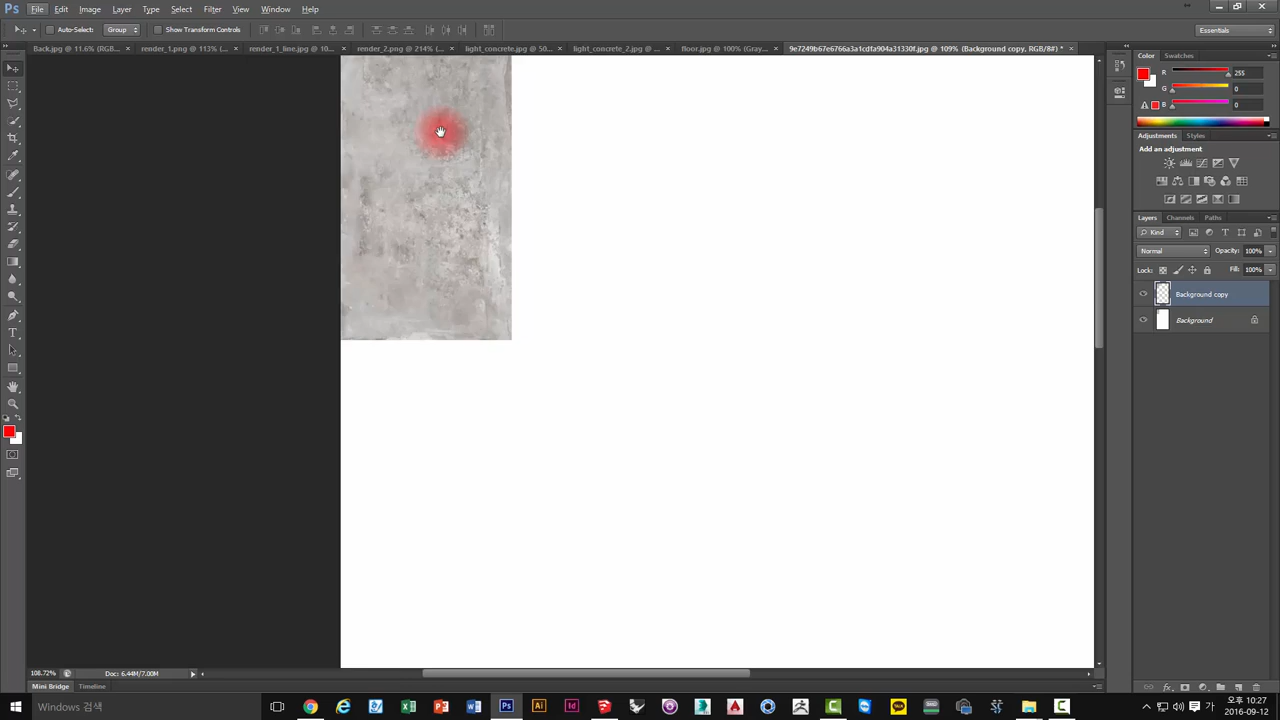 Ps File Edit Image Layer Type Select Filter View Window Help
Auto-Select: Group Show Transform Controls Essentials
Back.jpg @ 11.6% (RGB... × render_1.png @ 113% (... × render_1_line.jpg @ 10... × render_2.png @ 214% (... × light_concrete.jpg @ 50... × light_concrete_2.jpg @ ... × floor.jpg @ 100% (Gray... × 9e7249b67e6766a3a1cdfa904a31330f.jpg @ 109% (Background copy, RGB/8#) * ×
Color Swatches
R 255
G 0
B 0
Adjustments Styles
Add an adjustment
Layers Channels Paths
Kind
Normal Opacity: 100%
Lock: Fill: 100%
Background copy
Background
108.72% Doc: 6.44M/7.00M
Mini Bridge Timeline
Windows 검색
가 오후 10:27
2016-09-12